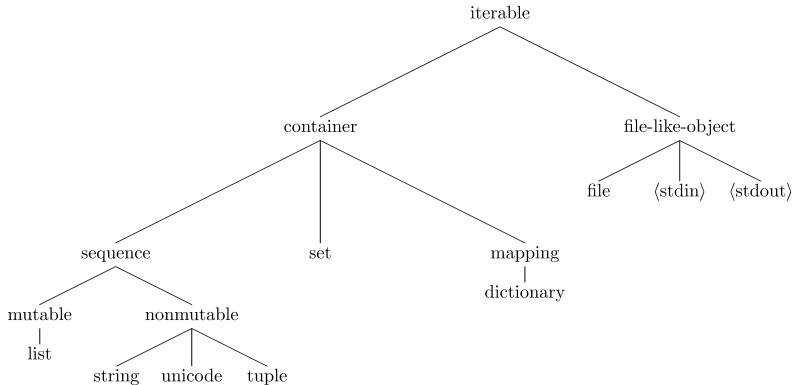 iterable
container
file-like-object
file
⟨stdin⟩
⟨stdout⟩
sequence
set
mapping
dictionary
mutable
nonmutable
list
string
unicode
tuple